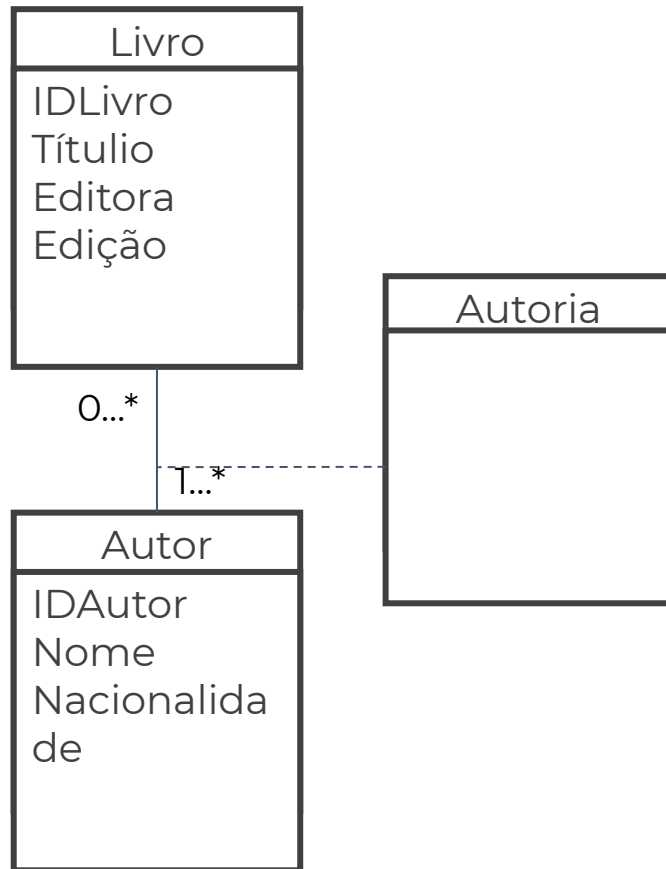 Livro
IDLivro
Títulio
Editora
Edição
Autoria
0...*
1...*
Autor
IDAutor
Nome
Nacionalida
de